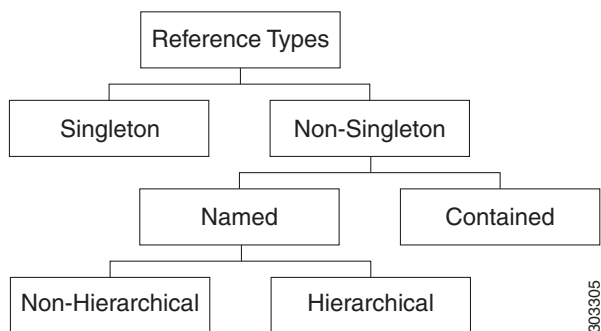 Reference Types
Singleton
Non-Singleton
Named
Contained
Non-Hierarchical
Hierarchical
303305